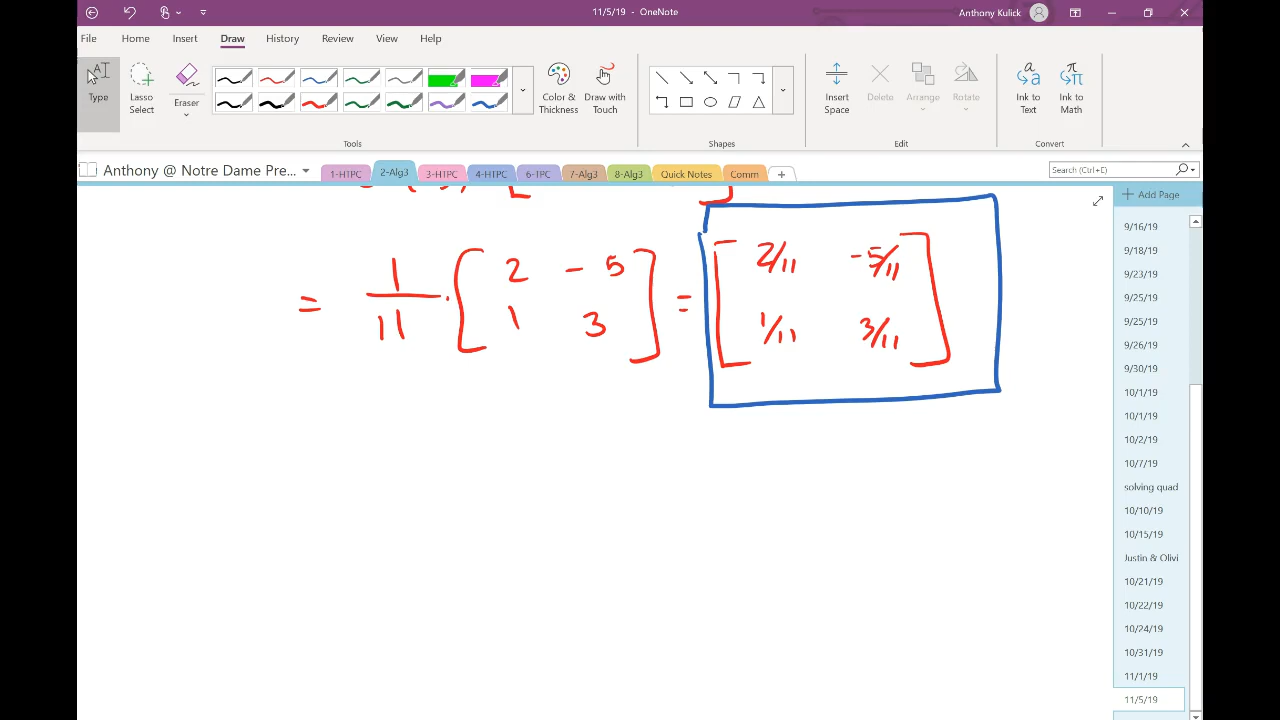 11/5/19 - OneNote
Anthony Kulick
File Home Insert Draw History Review View Help
Type
Lasso Select
Eraser
Color & Thickness
Draw with Touch
Insert Space
Delete
Arrange
Rotate
Ink to Text
Ink to Math
Tools
Shapes
Edit
Convert
Anthony @ Notre Dame Pre...
1-HTPC 2-Alg3 3-HTPC 4-HTPC 6-TPC 7-Alg3 8-Alg3 Quick Notes Comm +
Search (Ctrl+E)
Add Page
= 1/11 · [ 2 -5
1 3 ] = [ 2/11 -5/11
1/11 3/11 ]
9/16/19
9/18/19
9/23/19
9/25/19
9/25/19
9/26/19
9/30/19
10/1/19
10/1/19
10/2/19
10/7/19
solving quad
10/10/19
10/15/19
Justin & Olivi
10/21/19
10/22/19
10/24/19
10/31/19
11/1/19
11/5/19